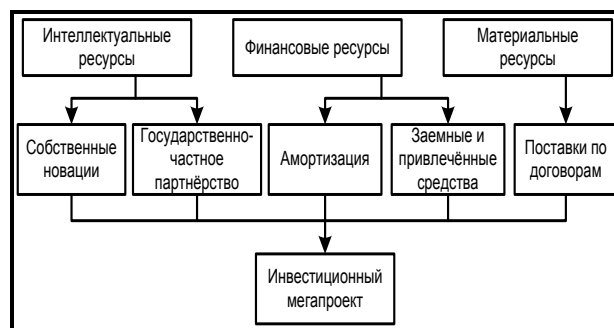 Интеллектуальные
ресурсы
Финансовые ресурсы
Материальные
ресурсы
Собственные
новации
Государственно-
частное
партнёрство
Амортизация
Заемные и
привлечённые
средства
Поставки по
договорам
Инвестиционный
мегапроект